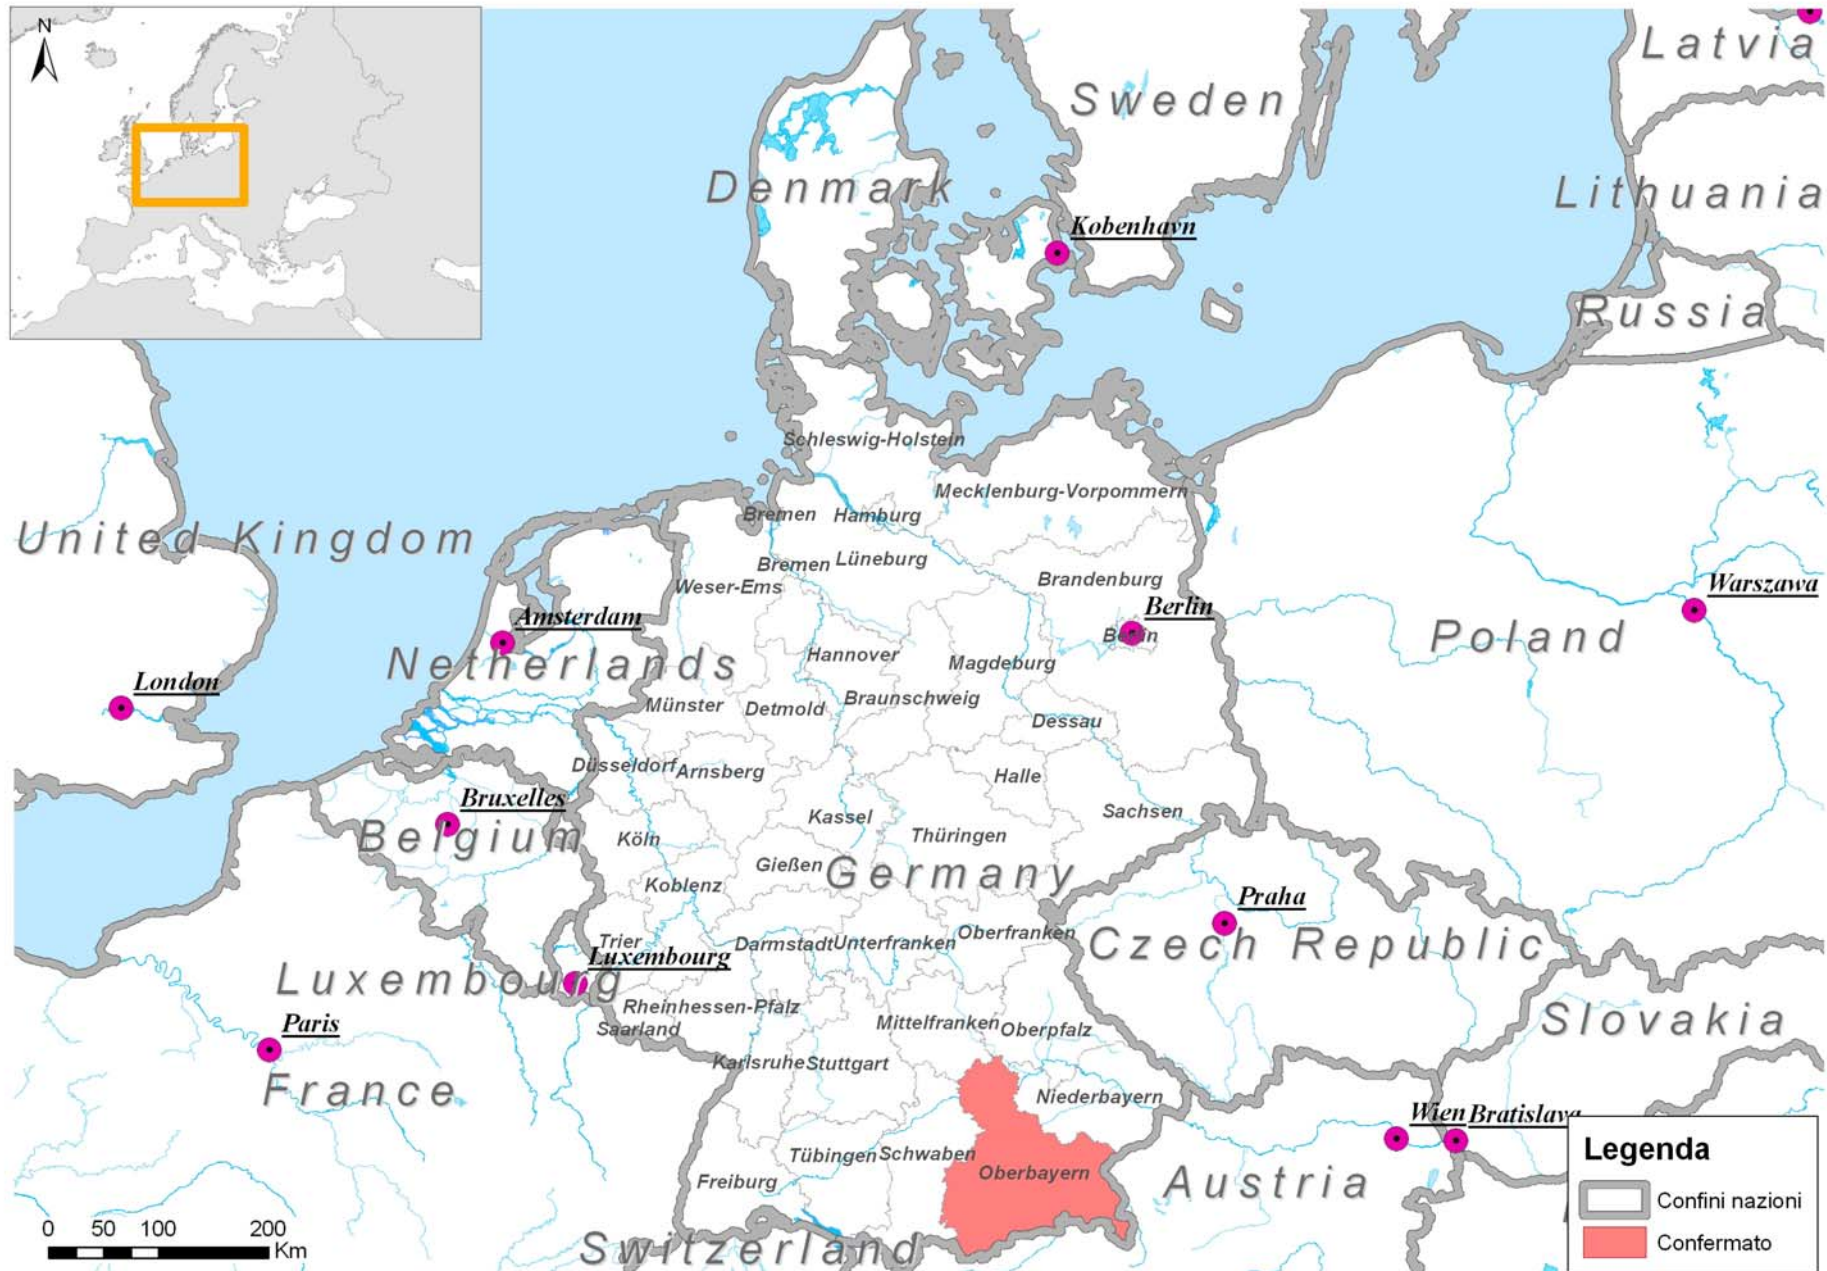 N
Latvia
Sweden
Denmark
Lithuania
Kobenhavn
Russia
Schleswig-Holstein
Mecklenburg-Vorpommern
Bremen
Hamburg
United Kingdom
Bremen
Lüneburg
Weser-Ems
Brandenburg
Warszawa
Amsterdam
Berlin
Berlin
Poland
Netherlands
Hannover
Magdeburg
London
Münster
Detmold
Braunschweig
Dessau
Düsseldorf
Arnsberg
Halle
Bruxelles
Sachsen
Kassel
Belgium
Köln
Thüringen
Gießen
Germany
Koblenz
Praha
Trier
Darmstadt
Unterfranken
Oberfranken
Czech Republic
Luxembourg
Luxembourg
Rheinhessen-Pfalz
Saarland
Mittelfranken
Oberpfalz
Slovakia
Paris
Karlsruhe
Stuttgart
France
Niederbayern
Wien
Bratislava
Tübingen
Schwaben
Oberbayern
Freiburg
Austria
Switzerland
0 50 100 200
Km
Legenda
Confini nazioni
Confermato